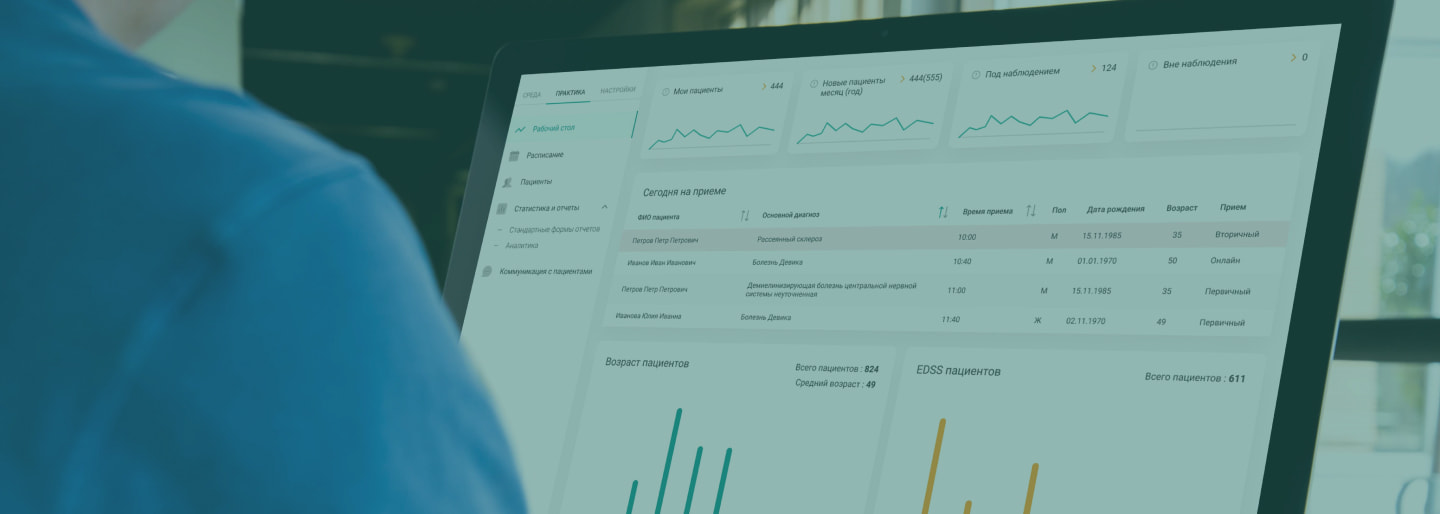 СРЕДА ПРАКТИКА НАСТРОЙКИ
Рабочий стол
Расписание
Пациенты
Статистика и отчеты
– Стандартные формы отчетов
– Аналитика
Коммуникация с пациентами
Мои пациенты > 444
Новые пациенты > 444(555)
месяц (год)
Под наблюдением > 124
Вне наблюдения > 0
Сегодня на приеме
ФИО пациента Основной диагноз Время приема Пол Дата рождения Возраст Прием
Петров Петр Петрович Рассеянный склероз 10:00 М 15.11.1985 35 Вторичный
Иванов Иван Иванович Болезнь Девика 10:40 М 01.01.1970 50 Онлайн
Петров Петр Петрович Демиелинизирующая болезнь центральной нервной 11:00 М 15.11.1985 35 Первичный
системы неуточненная
Иванова Юлия Ивановна Болезнь Девика 11:40 Ж 02.11.1970 49 Первичный
Возраст пациентов
Всего пациентов : 824
Средний возраст : 49
EDSS пациентов
Всего пациентов : 611